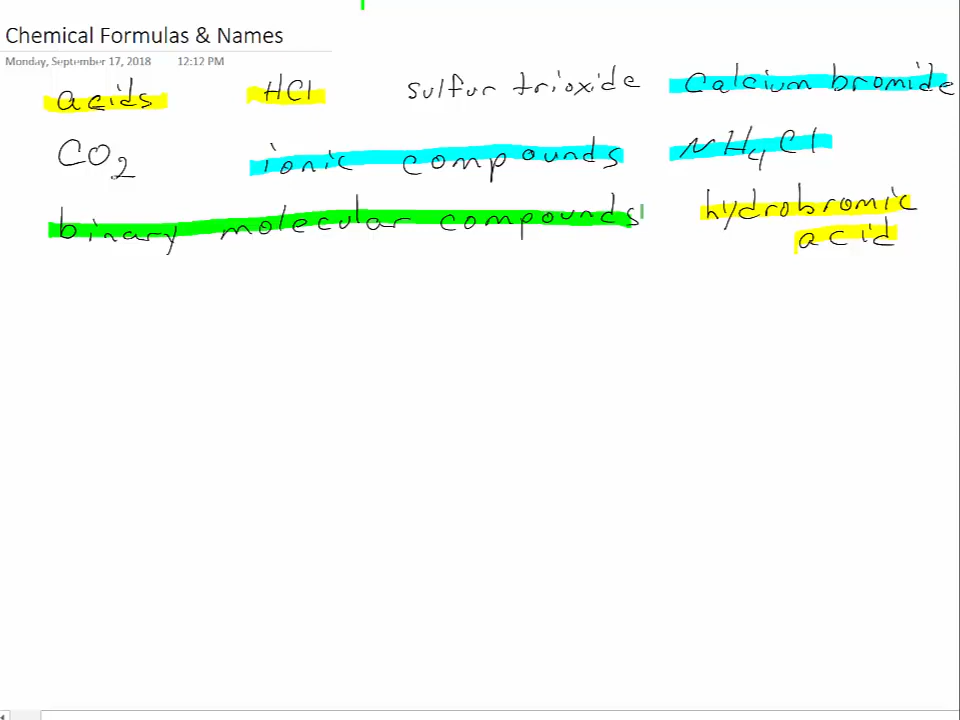 Chemical Formulas & Names
Monday, September 17, 2018 12:12 PM
acids HCl sulfur trioxide Calcium bromide
CO2 ionic compounds NH4Cl
binary molecular compounds hydrobromic
acid